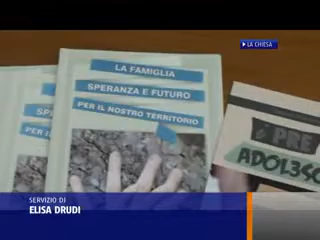 LA CHIESA
LA FAMIGLIA
SPERANZA E FUTURO
PER IL NOSTRO TERRITORIO
è PRE
ADOL3SC
SERVIZIO DI
ELISA DRUDI